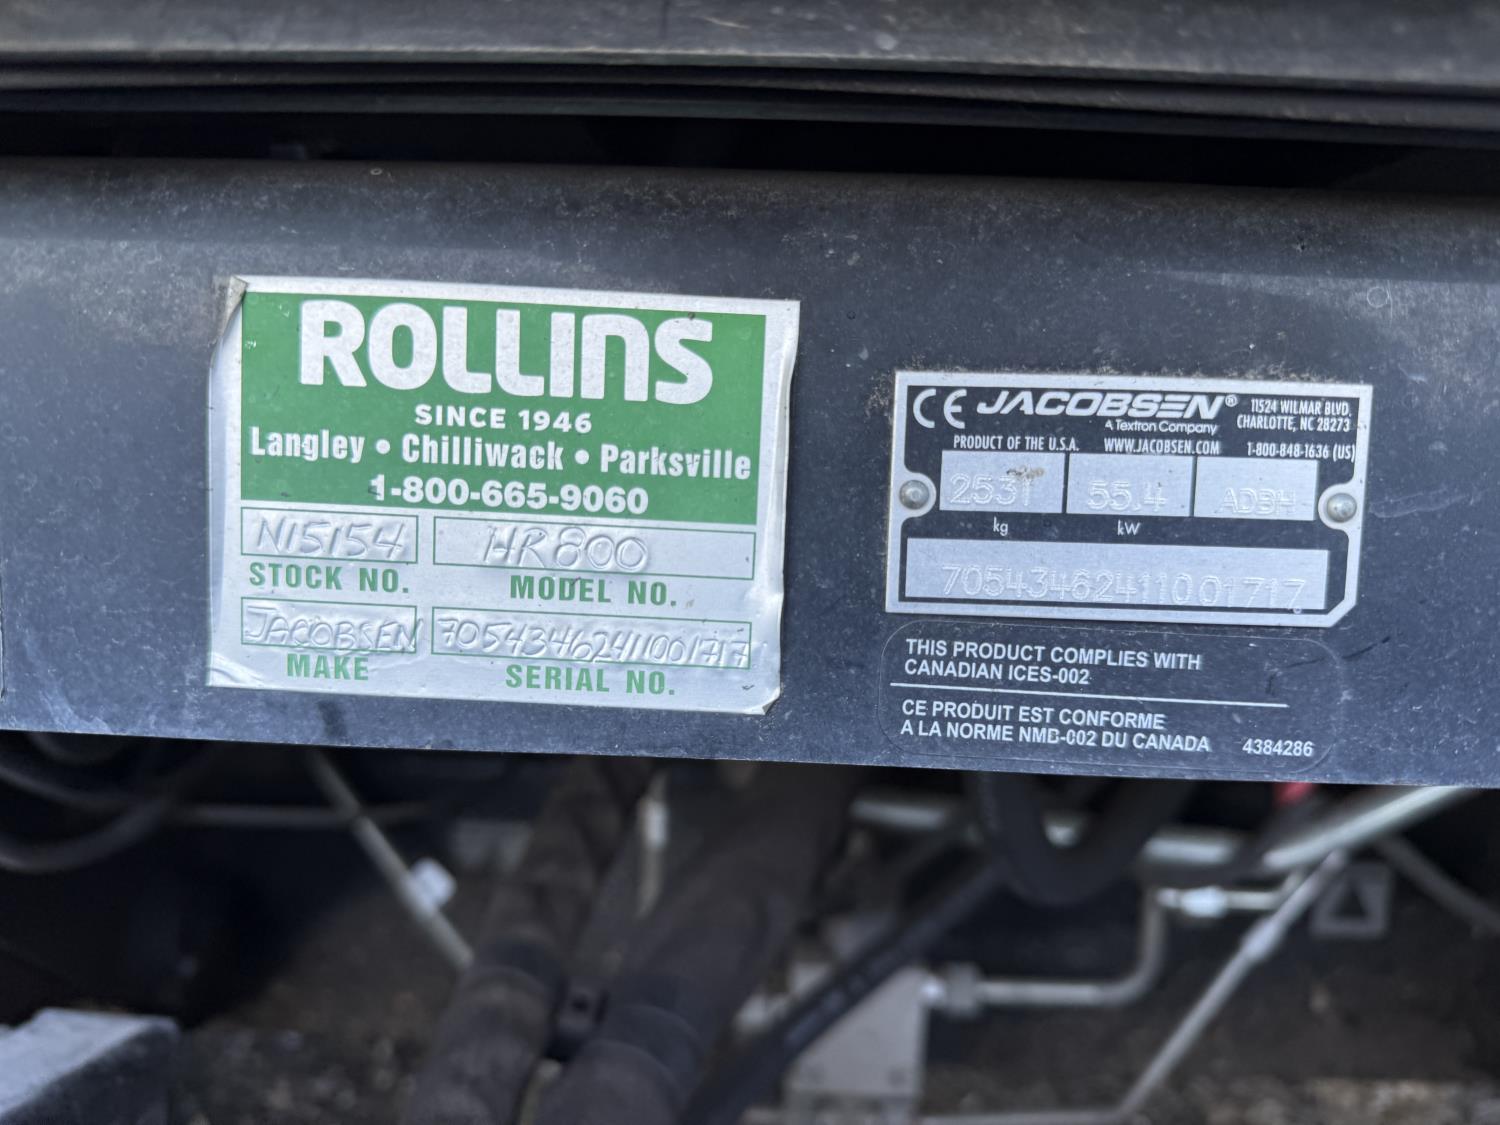 ROLLINS
SINCE 1946
Langley • Chilliwack • Parksville
1-800-665-9060
N15154 HR800
STOCK NO. MODEL NO.
JACOBSEN 70543462411001717
MAKE SERIAL NO.
CE JACOBSEN® 11524 WILMAR BLVD.
A Textron Company CHARLOTTE, NC 28273
PRODUCT OF THE U.S.A. WWW.JACOBSEN.COM 1-800-848-1636 (US)
2531 55.4 ADBH
kg kW
70543462411001717
THIS PRODUCT COMPLIES WITH
CANADIAN ICES-002
CE PRODUIT EST CONFORME
A LA NORME NMB-002 DU CANADA 4384286